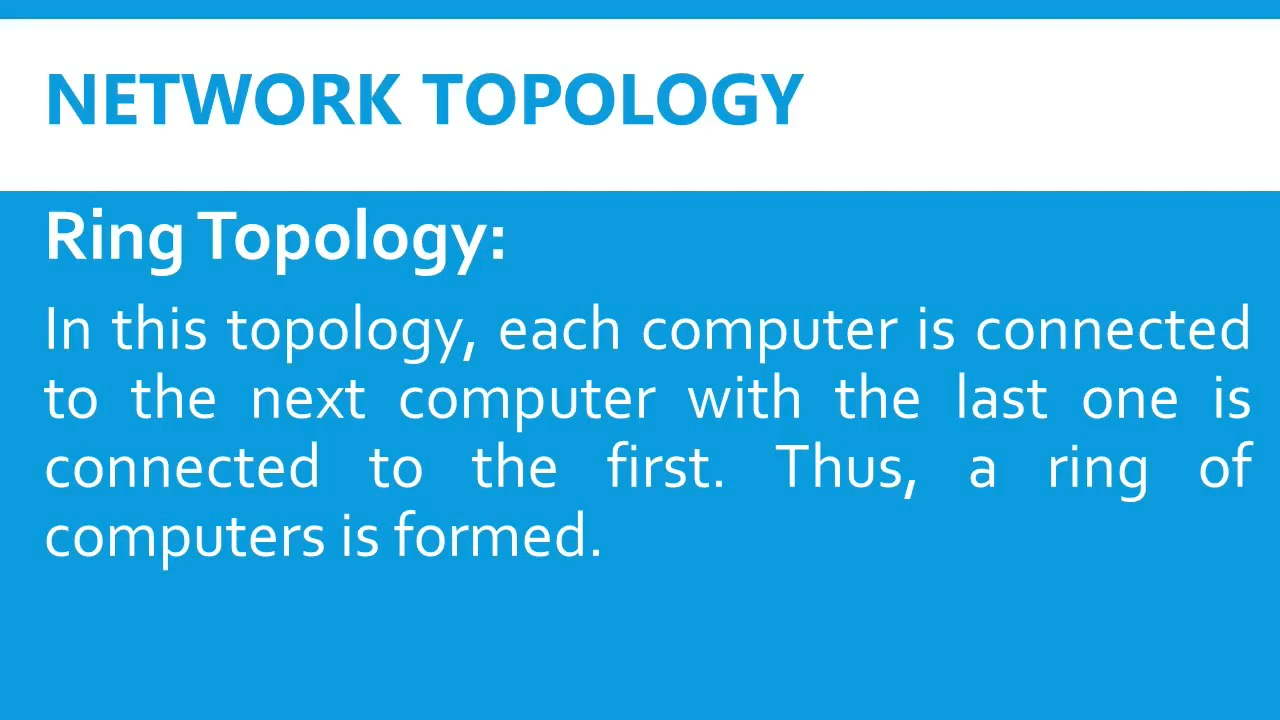 NETWORK TOPOLOGY
Ring Topology:
In this topology, each computer is connected
to the next computer with the last one is
connected to the first. Thus, a ring of
computers is formed.